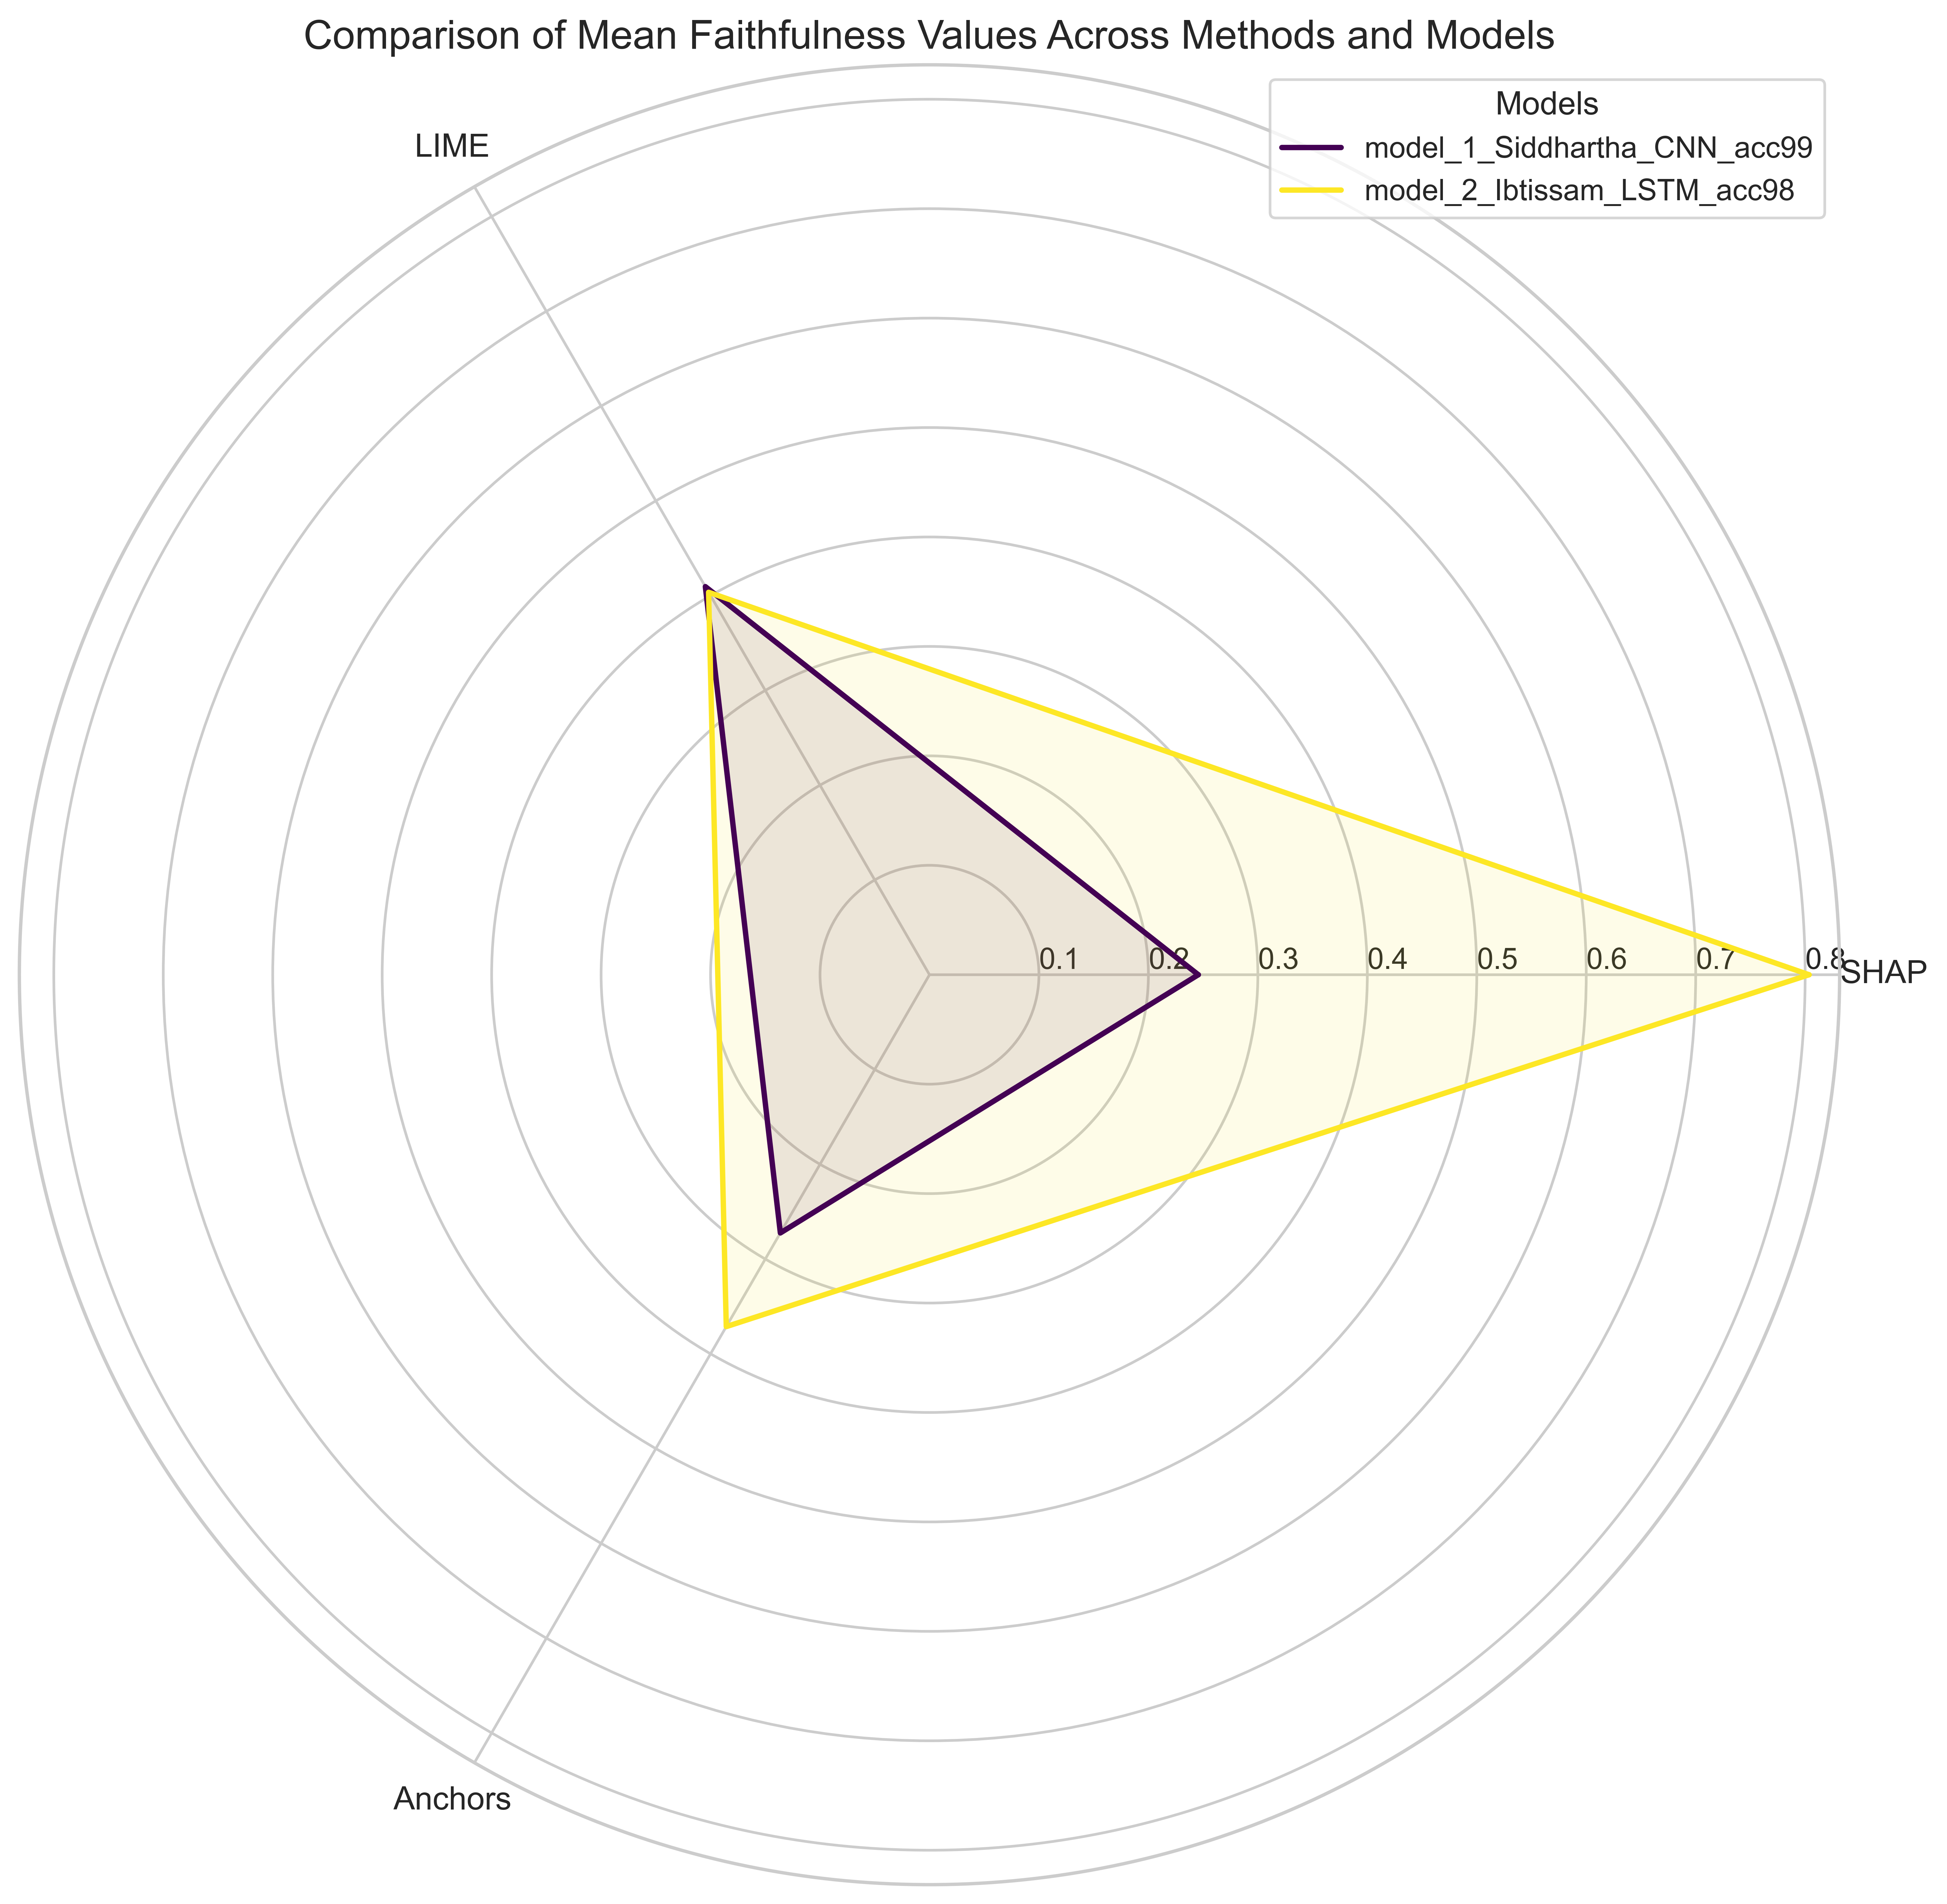 Comparison of Mean Faithfulness Values Across Methods and Models
Models
model_1_Siddhartha_CNN_acc99
model_2_Ibtissam_LSTM_acc98
LIME
0.1
0.2
0.3
0.4
0.5
0.6
0.7
0.8
SHAP
Anchors